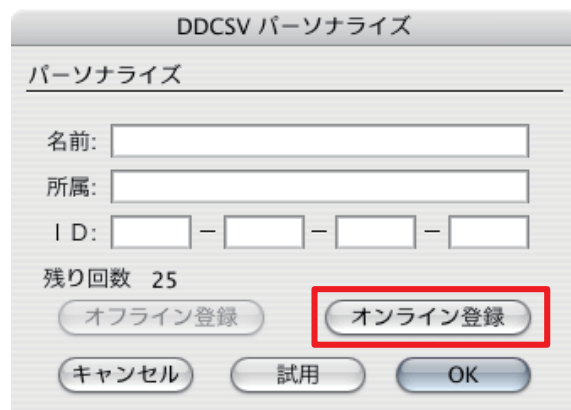 DDCSV パーソナライズ
パーソナライズ
名前:
所属:
ＩＤ: － － －
残り回数 25
オフライン登録 オンライン登録
キャンセル 試用 OK